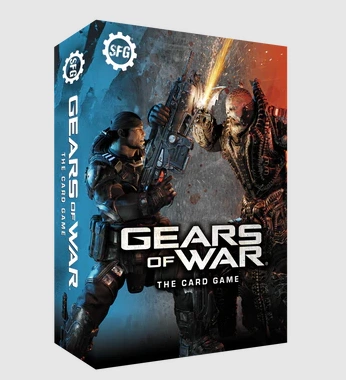 SFG
GEARS
OF WAR
THE CARD GAME
SFG
GEARS OF WAR
THE CARD GAME